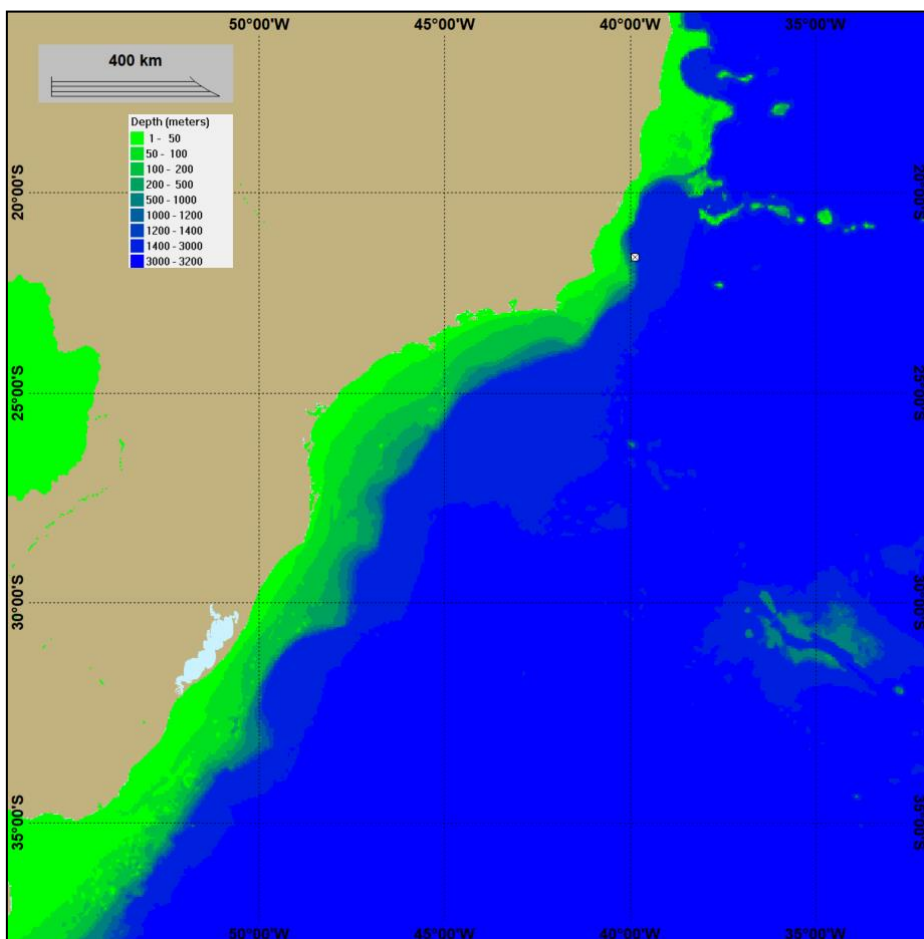 50°00'W 45°00'W 40°00'W 35°00'W
400 km
Depth (meters)
1 - 50
50 - 100
100 - 200
200 - 500
500 - 1000
1000 - 1200
1200 - 1400
1400 - 3000
3000 - 3200
20°00'S 20°00'S
25°00'S 25°00'S
30°00'S 30°00'S
35°00'S 35°00'S
50°00'W 45°00'W 40°00'W 35°00'W